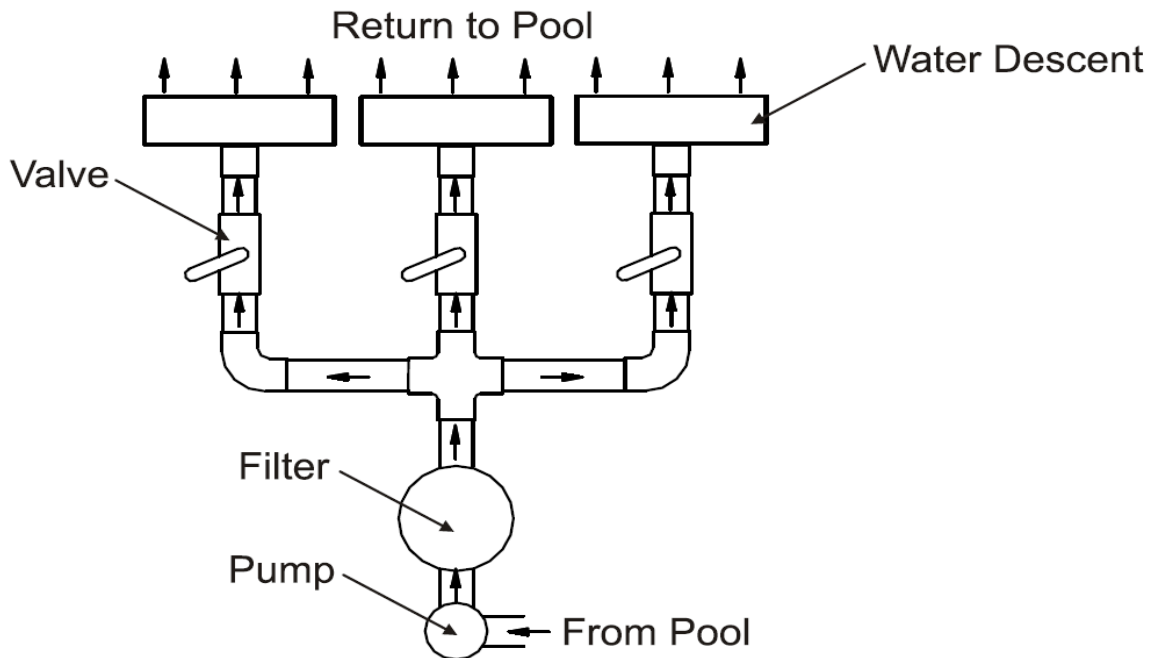 Return to Pool
Water Descent
Valve
Filter
Pump
From Pool